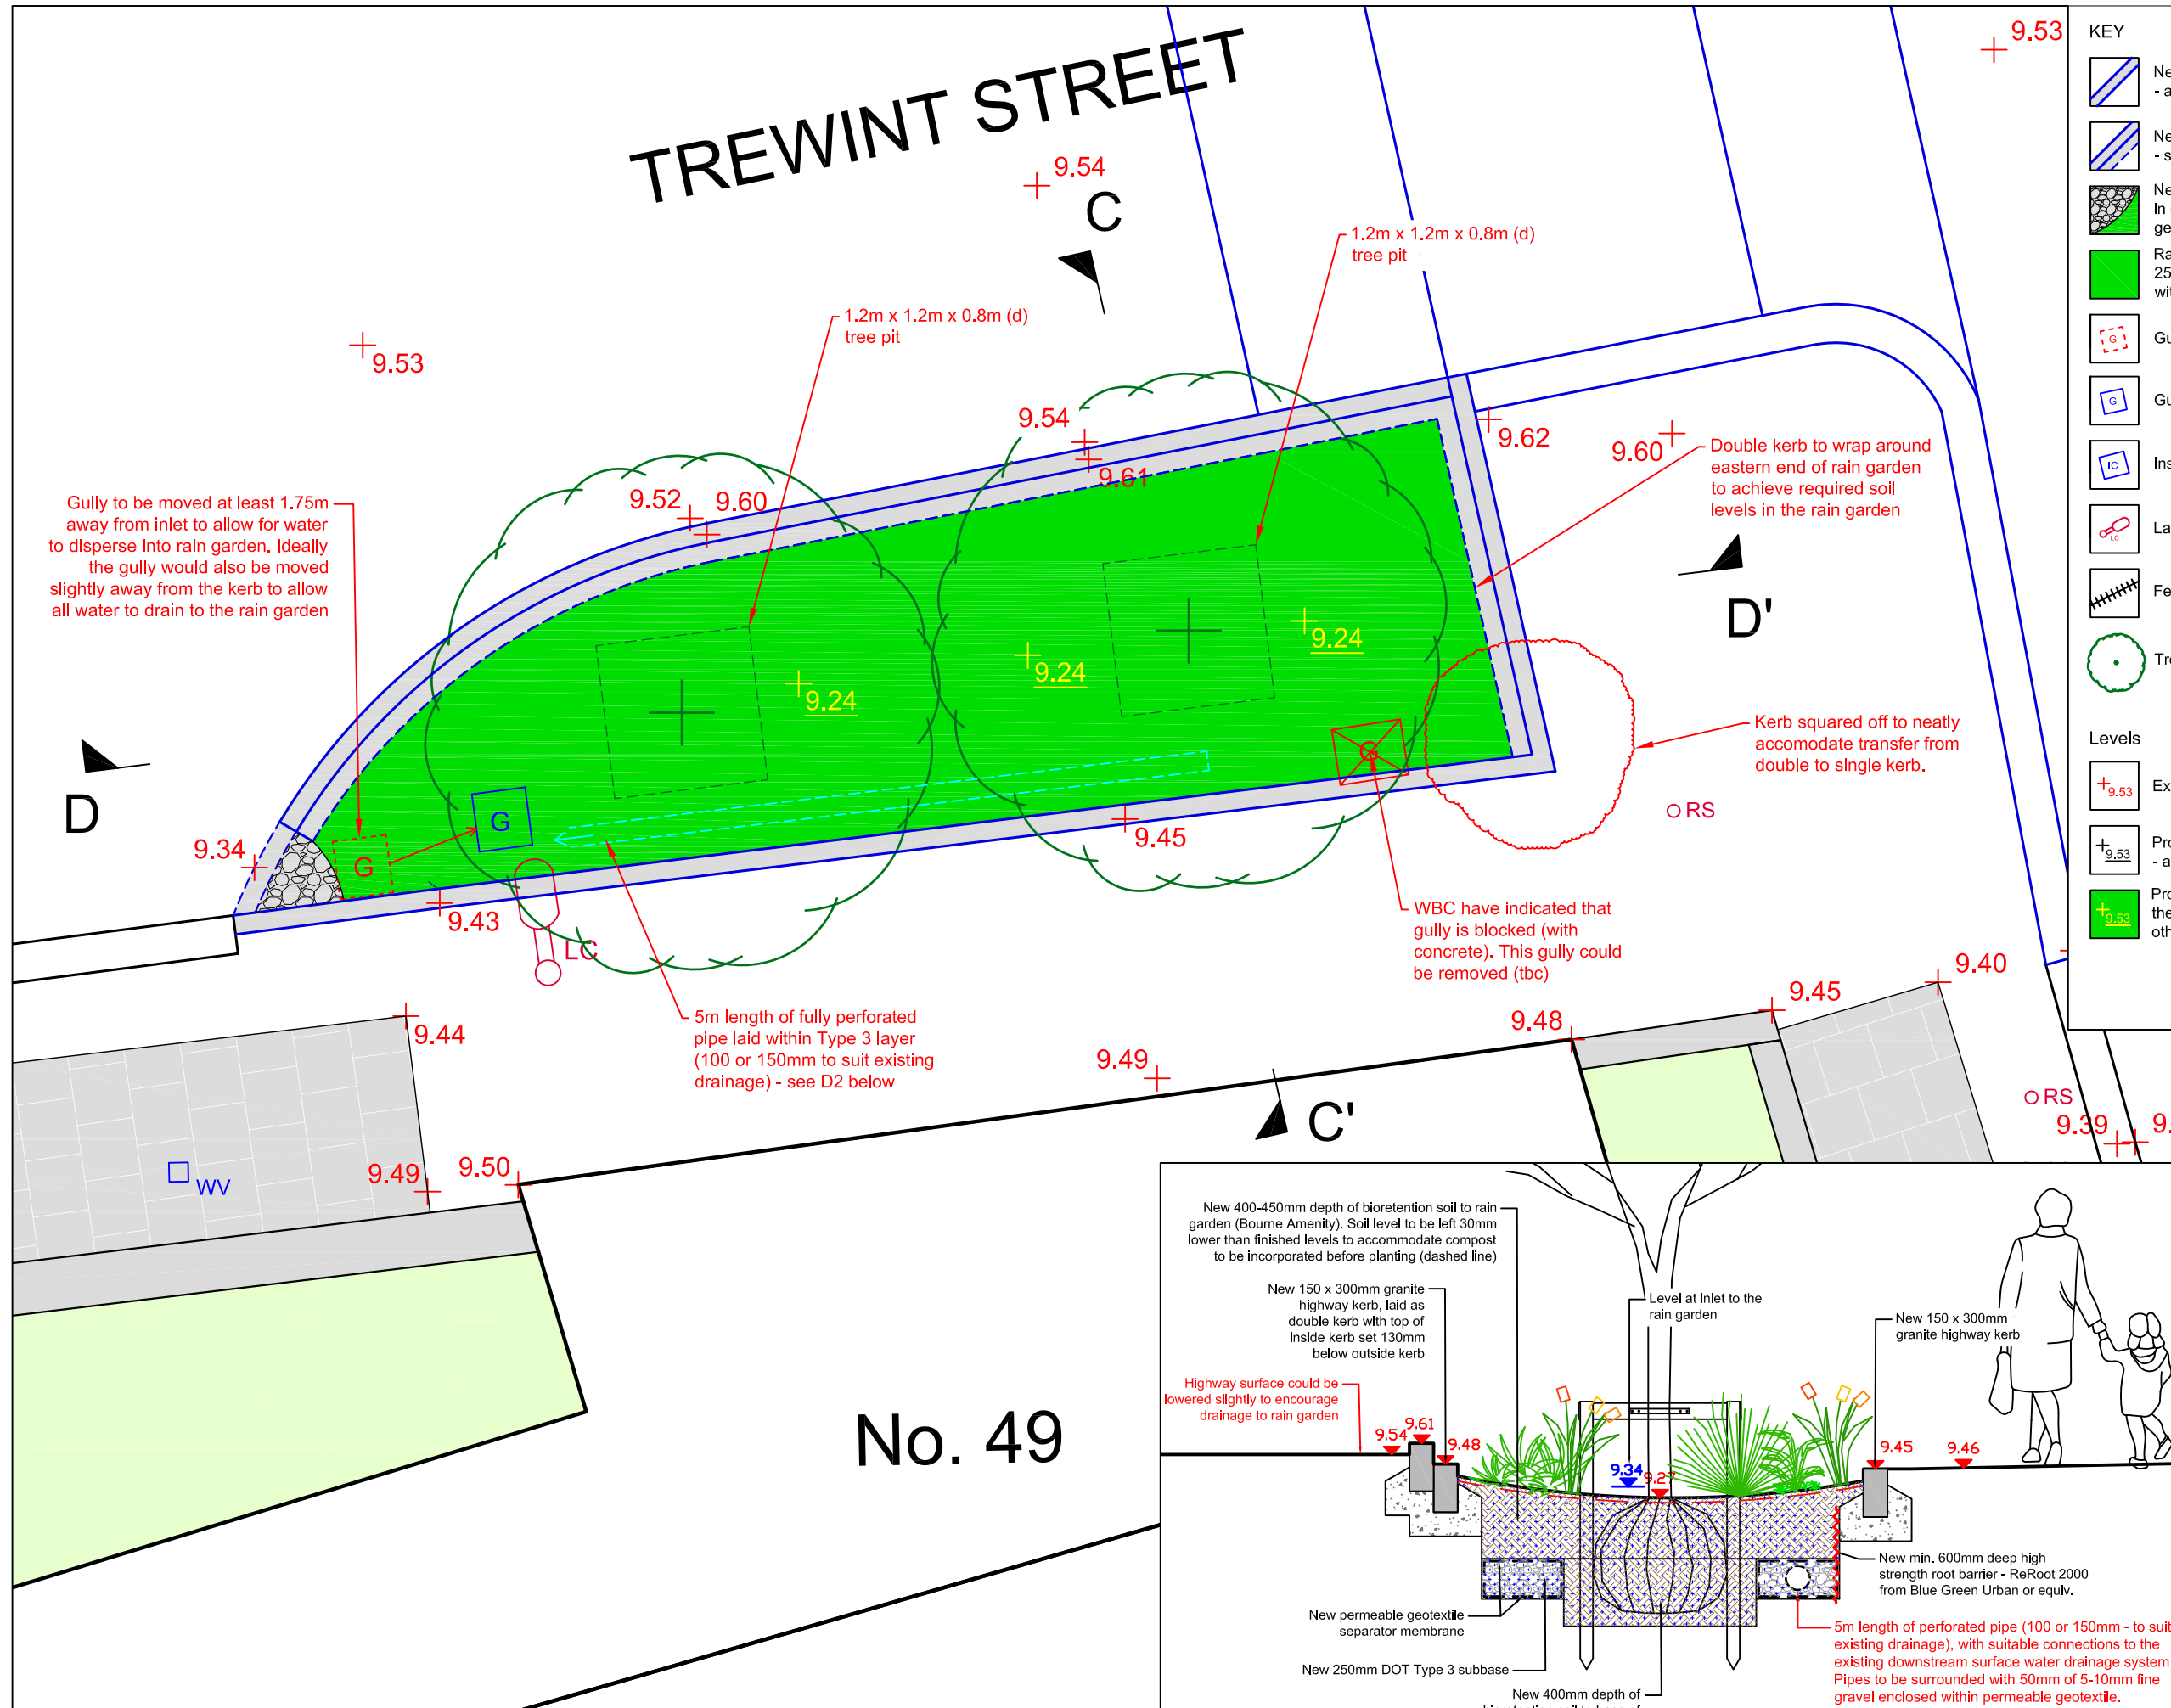 TREWINT STREET
9.53
9.54
C
1.2m x 1.2m x 0.8m (d)
tree pit
1.2m x 1.2m x 0.8m (d)
tree pit
9.53
9.54
9.61
9.62
9.60
9.52
9.60
Double kerb to wrap around
eastern end of rain garden
to achieve required soil
levels in the rain garden
Gully to be moved at least 1.75m
away from inlet to allow for water
to disperse into rain garden. Ideally
the gully would also be moved
slightly away from the kerb to allow
all water to drain to the rain garden
D'
9.24
9.24
9.24
Kerb squared off to neatly
accomodate transfer from
double to single kerb.
D
G
G
9.34
9.45
RS
9.43
LC
WBC have indicated that
gully is blocked (with
concrete). This gully could
be removed (tbc)
5m length of fully perforated
pipe laid within Type 3 layer
(100 or 150mm to suit existing
drainage) - see D2 below
9.44
9.49
9.48
9.45
9.40
C'
RS
9.39
9.
WV
9.49
9.50
No. 49
KEY
- a
- s
in
25
G
G
IC
LC
Levels
9.53
9.53
- a
9.53
the
New 400-450mm depth of bioretention soil to rain
garden (Bourne Amenity). Soil level to be left 30mm
lower than finished levels to accommodate compost
to be incorporated before planting (dashed line)
New 150 x 300mm granite
highway kerb, laid as
double kerb with top of
inside kerb set 130mm
below outside kerb
Highway surface could be
lowered slightly to encourage
drainage to rain garden
Level at inlet to the
rain garden
New 150 x 300mm
granite highway kerb
9.54
9.61
9.48
9.34
9.27
9.45
9.46
New min. 600mm deep high
strength root barrier - ReRoot 2000
from Blue Green Urban or equiv.
New permeable geotextile
separator membrane
New 250mm DOT Type 3 subbase
New 400mm depth of
5m length of perforated pipe (100 or 150mm - to suit
existing drainage), with suitable connections to the
existing downstream surface water drainage system
Pipes to be surrounded with 50mm of 5-10mm fine
gravel enclosed within permeable geotextile.